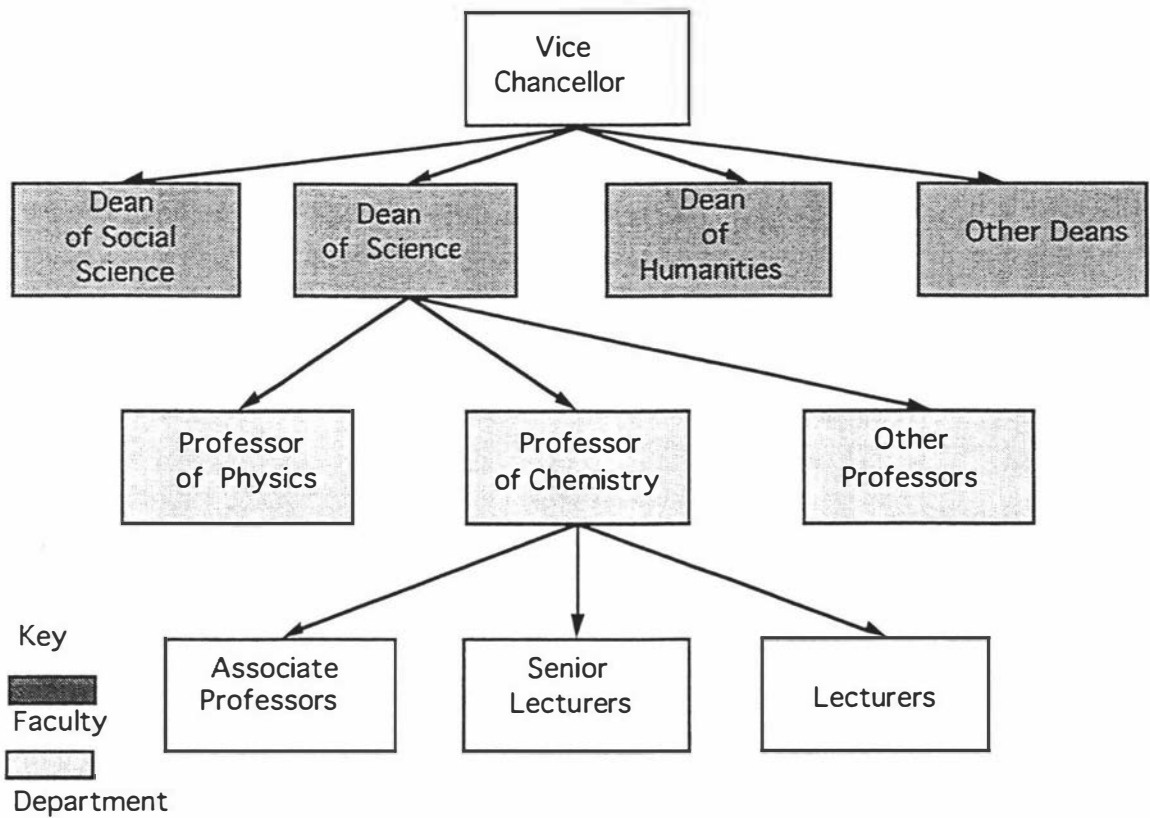 Vice
Chancellor
Dean
of Social
Science
Dean
of Science
Dean
of
Humanities
Other Deans
Professor
of Physics
Professor
of Chemistry
Other
Professors
Associate
Professors
Senior
Lecturers
Lecturers
Key
Faculty
Department